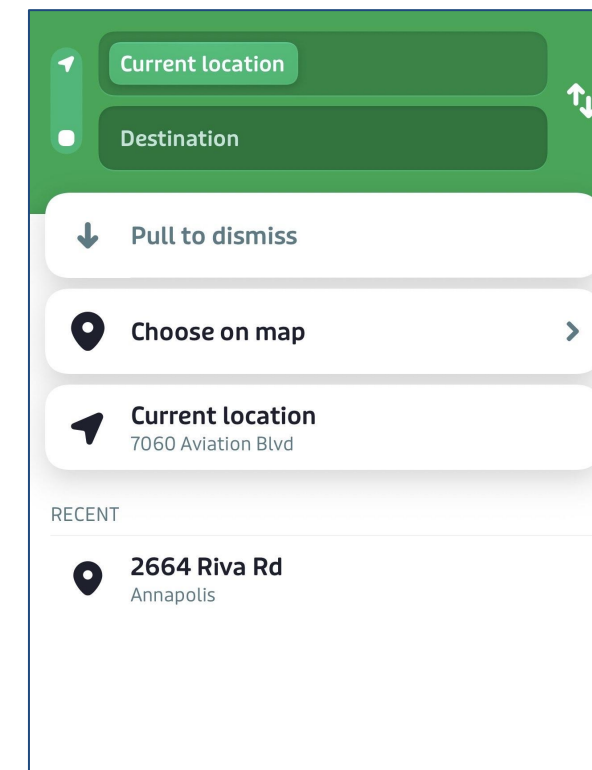 Current location
Destination
Pull to dismiss
Choose on map
Current location
7060 Aviation Blvd
RECENT
2664 Riva Rd
Annapolis